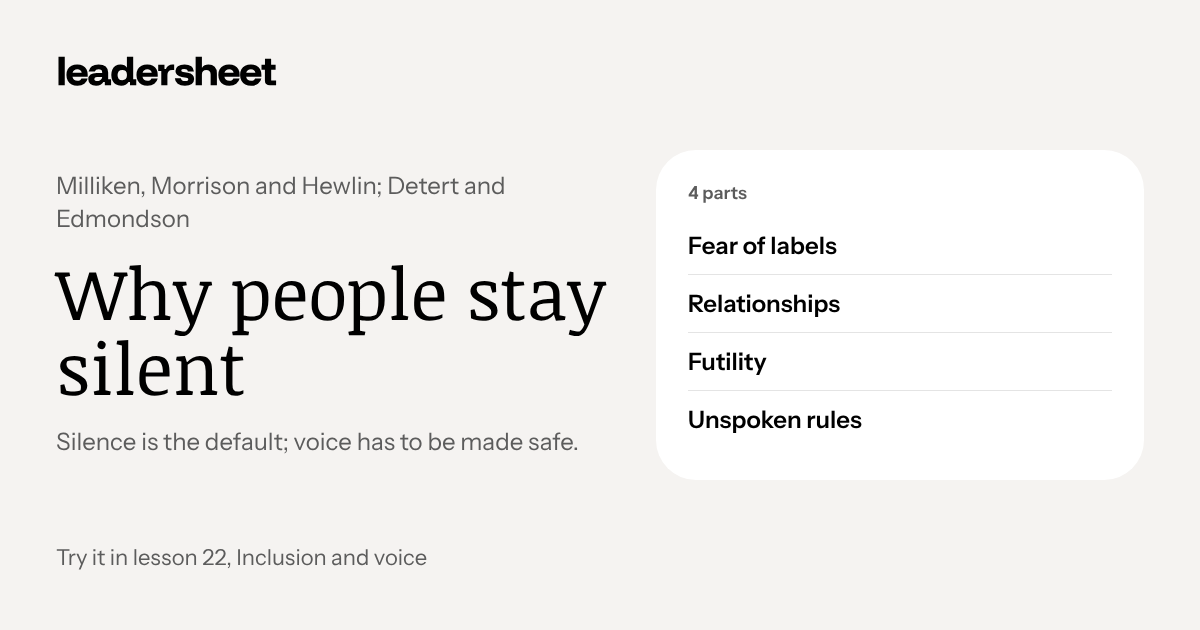 leadersheet
Milliken, Morrison and Hewlin; Detert and
Edmondson
Why people stay
silent
Silence is the default; voice has to be made safe.
4 parts
Fear of labels
Relationships
Futility
Unspoken rules
Try it in lesson 22, Inclusion and voice